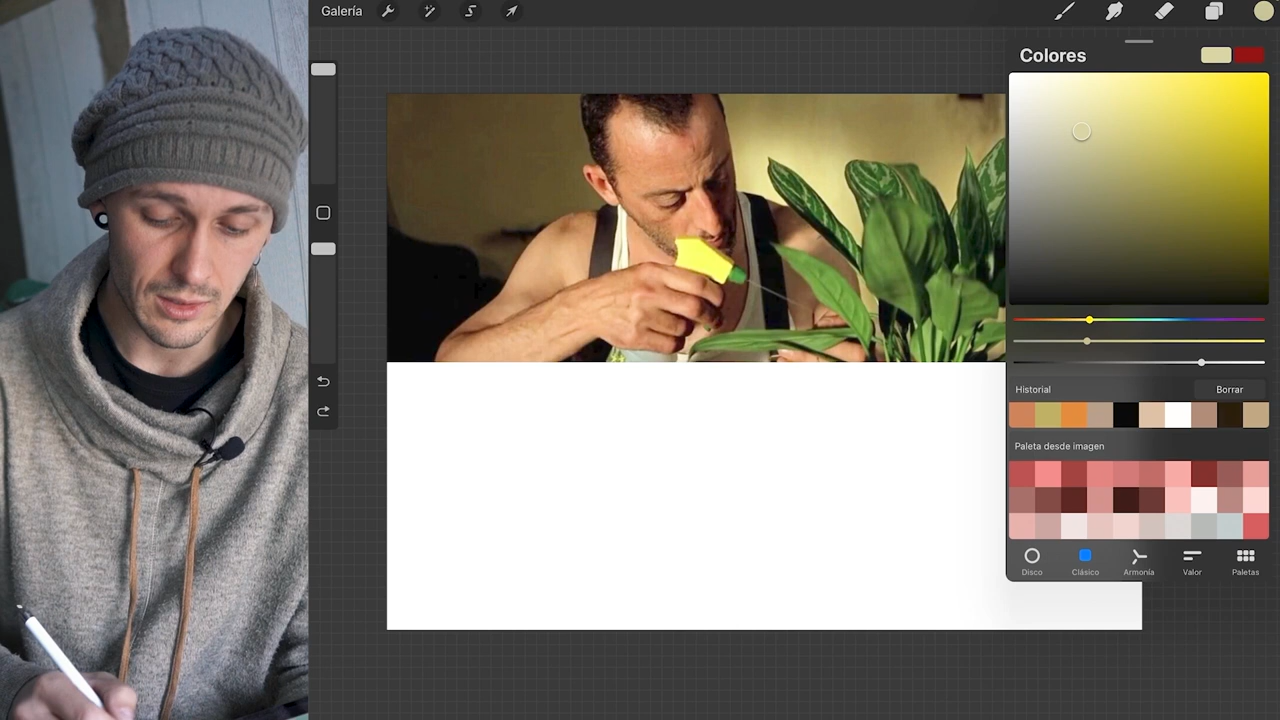 Galería
Colores
Historial
Borrar
Paleta desde imagen
Disco
Clásico
Armonía
Valor
Paletas